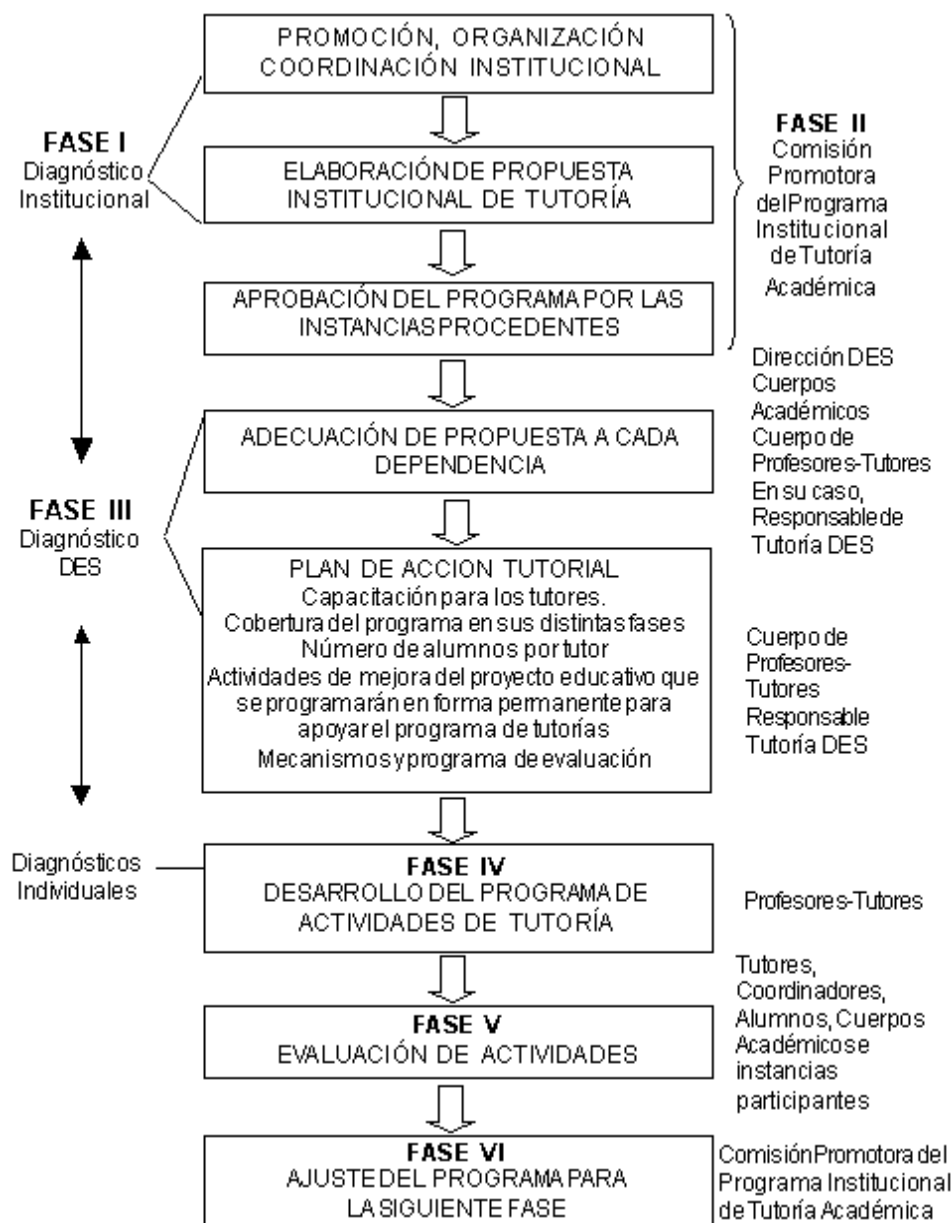 PROMOCIÓN, ORGANIZACIÓN
COORDINACIÓN INSTITUCIONAL
FASE I
Diagnóstico
Institucional
FASE II
Comisión
Promotora
del Programa
Institucional
de Tutoría
Académica
ELABORACIÓN DE PROPUESTA
INSTITUCIONAL DE TUTORÍA
APROBACIÓN DEL PROGRAMA POR LAS
INSTANCIAS PROCEDENTES
Dirección DES
Cuerpos
Académicos
Cuerpo de
Profesores-Tutores
En su caso,
Responsable de
Tutoría DES
ADECUACIÓN DE PROPUESTA A CADA
DEPENDENCIA
FASE III
Diagnóstico
DES
PLAN DE ACCION TUTORIAL
Capacitación para los tutores.
Cobertura del programa en sus distintas fases
Número de alumnos por tutor
Actividades de mejora del proyecto educativo que
se programarán en forma permanente para
apoyar el programa de tutorías
Mecanismos y programa de evaluación
Cuerpo de
Profesores-
Tutores
Responsable
Tutoría DES
Diagnósticos
Individuales
FASE IV
DESARROLLO DEL PROGRAMA DE
ACTIVIDADES DE TUTORÍA
Profesores-Tutores
FASE V
EVALUACIÓN DE ACTIVIDADES
Tutores,
Coordinadores,
Alumnos, Cuerpos
Académicos e
instancias
participantes
FASE VI
AJUSTE DEL PROGRAMA PARA
LA SIGUIENTE FASE
Comisión Promotora del
Programa Institucional
de Tutoría Académica